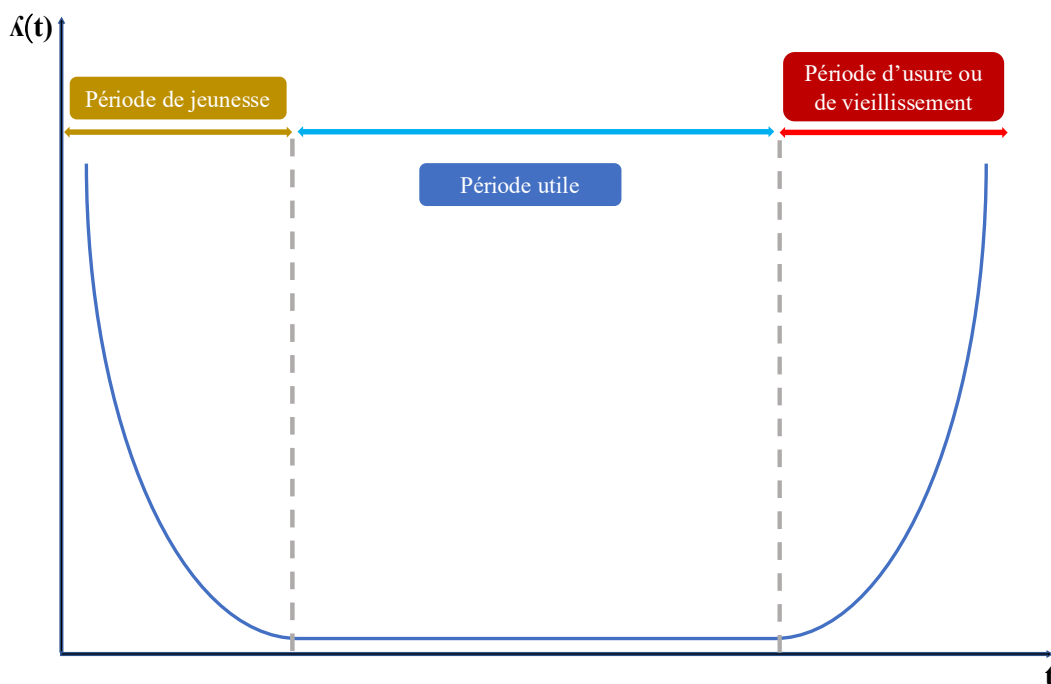 ʎ(t)
Période de jeunesse
Période d’usure ou
de vieillissement
Période utile
t